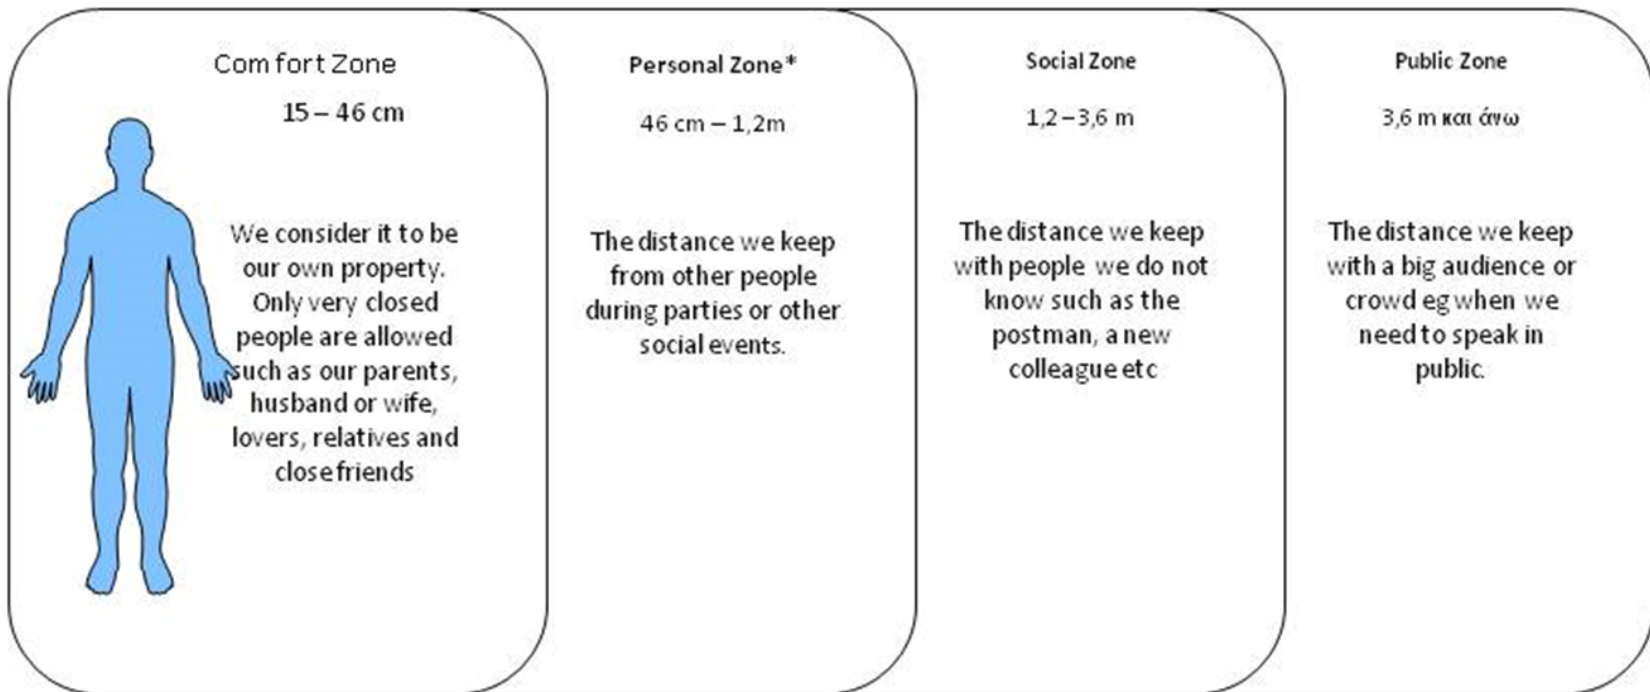 Comfort Zone
15 – 46 cm
We consider it to be
our own property.
Only very closed
people are allowed
such as our parents,
husband or wife,
lovers, relatives and
close friends
Personal Zone*
46 cm – 1,2m
The distance we keep
from other people
during parties or other
social events.
Social Zone
1,2 – 3,6 m
The distance we keep
with people we do not
know such as the
postman, a new
colleague etc
Public Zone
3,6 m και άνω
The distance we keep
with a big audience or
crowd eg when we
need to speak in
public.